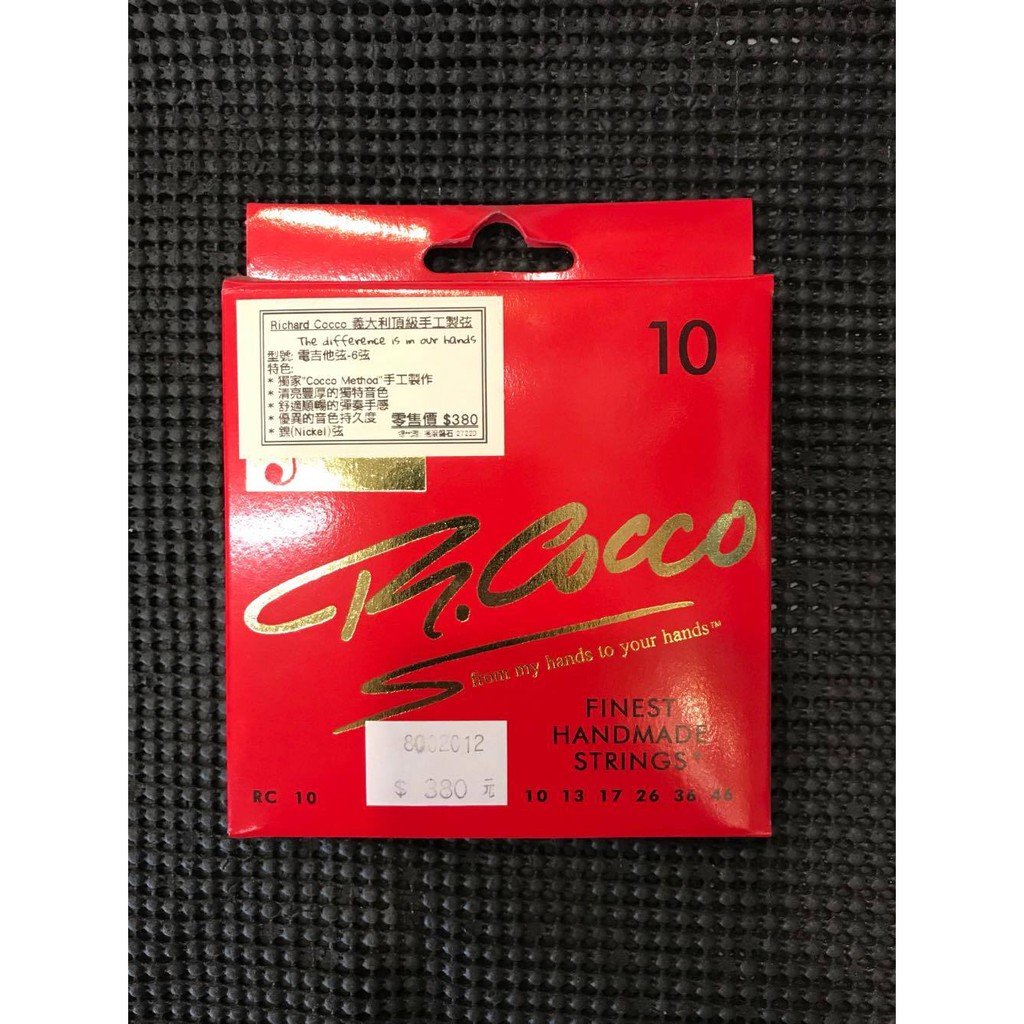 Richard Cocco 義大利頂級手工製弦
The difference is in our hands
型號: 電吉他弦-6弦
特色:
* 獨家"Cocco Method"手工製作
* 清亮豐厚的獨特音色
* 舒適順暢的彈奏手感
* 優異的音色持久度 零售價 $380
* 鎳(Nickel)弦
10
R. Cocco
from my hands to your hands™
FINEST
HANDMADE
STRINGS®
8002012
$ 380 元
RC 10
10 13 17 26 36 46